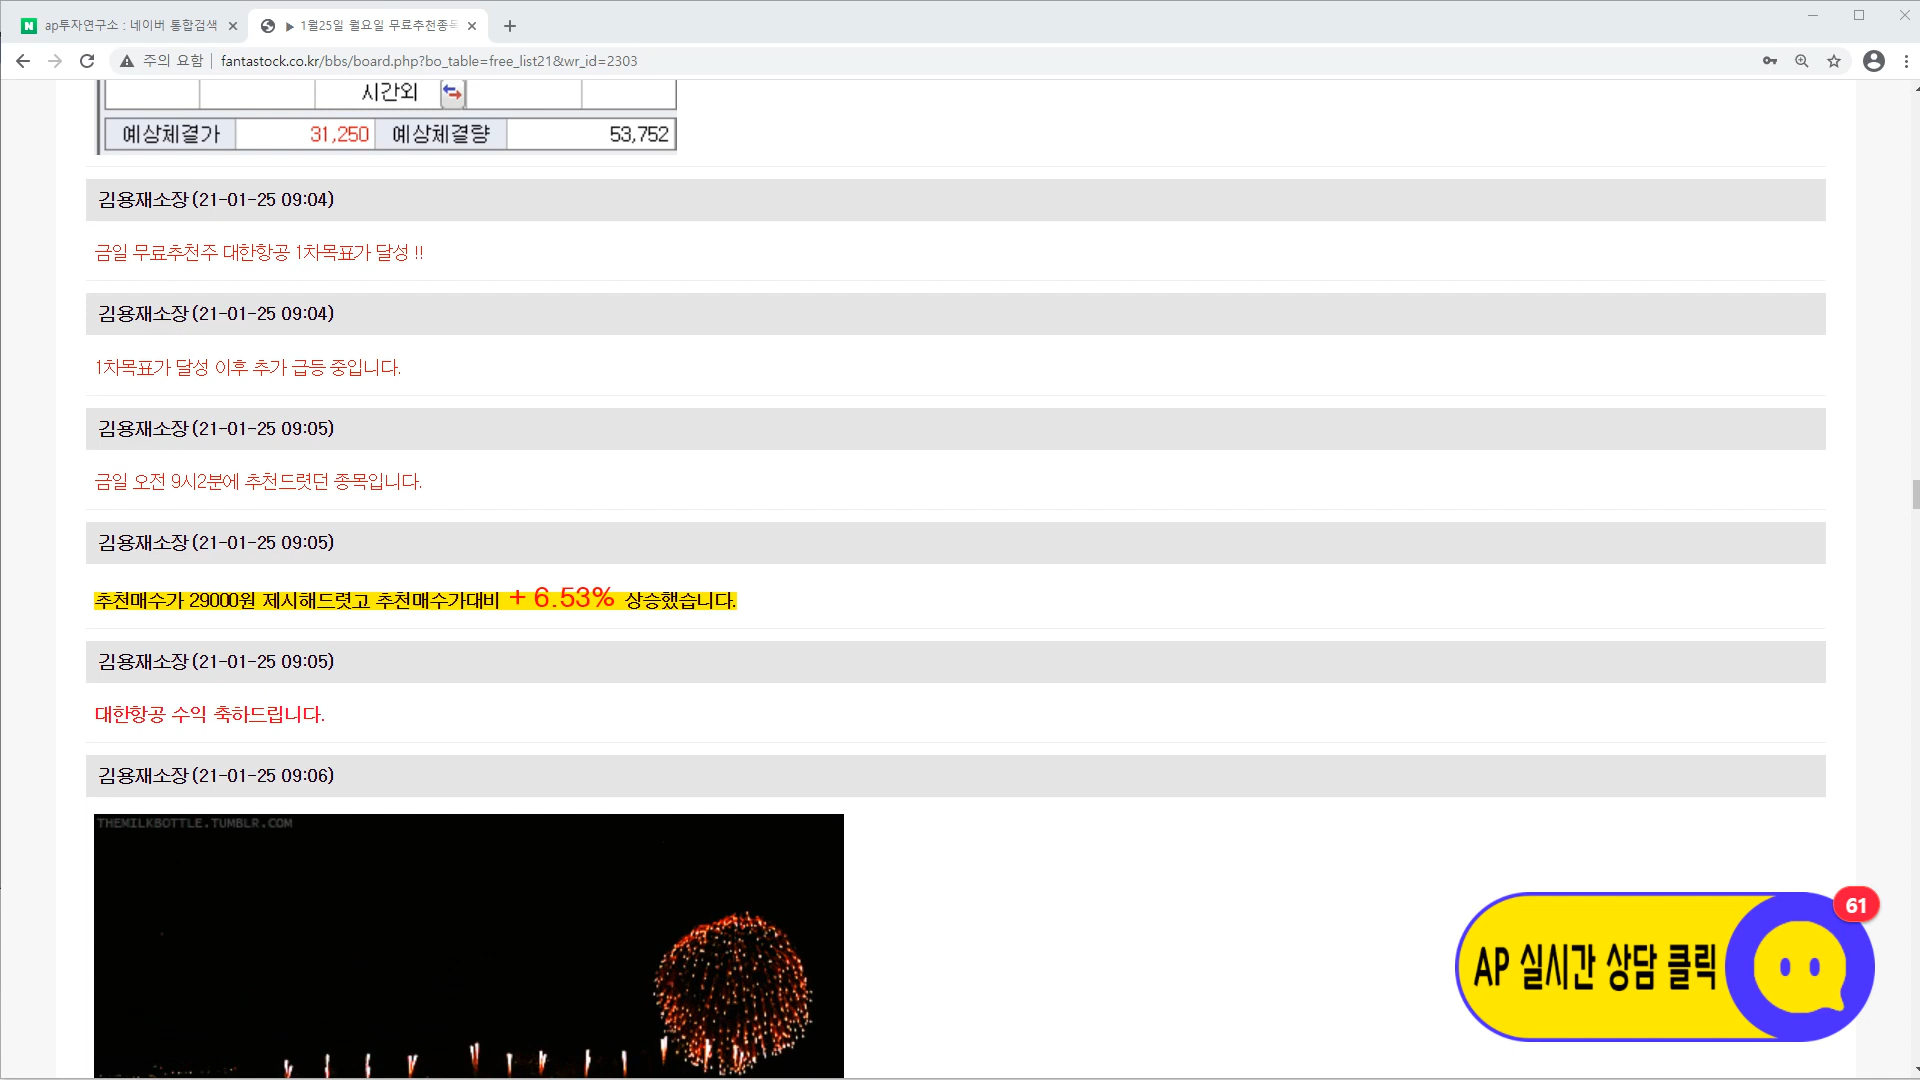 ap투자연구소 : 네이버 통합검색
▶ 1월25일 월요일 무료추천종목
주의 요함
fantastock.co.kr/bbs/board.php?bo_table=free_list21&wr_id=2303
시간외
예상체결가 31,250 예상체결량 53,752
김용재소장 (21-01-25 09:04)
금일 무료추천주 대한항공 1차목표가 달성 !!
김용재소장 (21-01-25 09:04)
1차목표가 달성 이후 추가 급등 중입니다.
김용재소장 (21-01-25 09:05)
금일 오전 9시2분에 추천드렷던 종목입니다.
김용재소장 (21-01-25 09:05)
추천매수가 29000원 제시해드렷고 추천매수가대비 + 6.53% 상승했습니다.
김용재소장 (21-01-25 09:05)
대한항공 수익 축하드립니다.
김용재소장 (21-01-25 09:06)
THEMILKBOTTLE.TUMBLR.COM
61
AP 실시간 상담 클릭